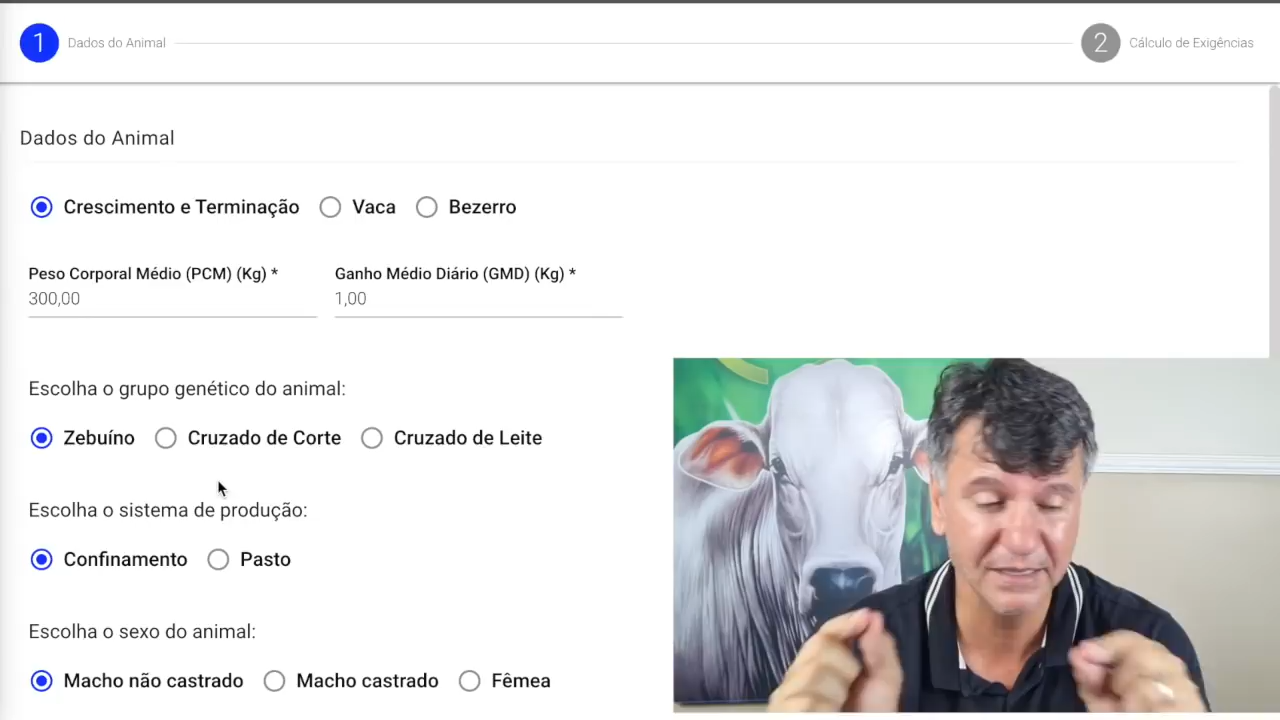 1 Dados do Animal
2 Cálculo de Exigências
Dados do Animal
Crescimento e Terminação Vaca Bezerro
Peso Corporal Médio (PCM) (Kg) * Ganho Médio Diário (GMD) (Kg) *
300,00 1,00
Escolha o grupo genético do animal:
Zebuíno Cruzado de Corte Cruzado de Leite
Escolha o sistema de produção:
Confinamento Pasto
Escolha o sexo do animal:
Macho não castrado Macho castrado Fêmea